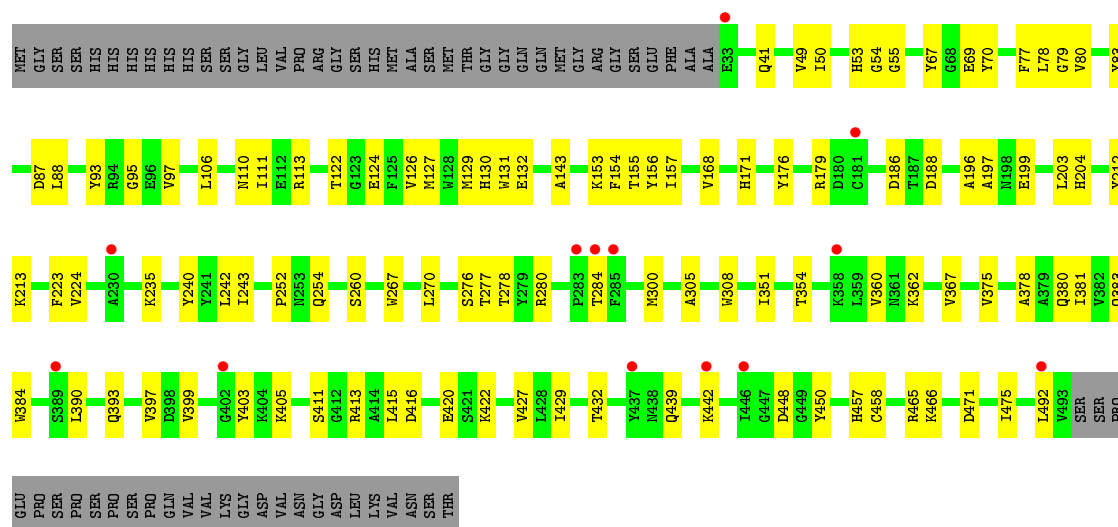 MET GLY SER SER HIS HIS HIS HIS HIS HIS SER SER GLY LEU VAL PRO ARG GLY SER HIS MET ALA SER MET THR GLY GLY GLN GLN MET GLY ARG GLY SER GLU PHE ALA ALA E33 Q41 V49 I50 H53 G54 G55 Y67 G68 E69 Y70 F77 L78 G79 V80
D87 L88 Y93 R94 G95 E96 V97 L106 N110 I111 E112 R113 T122 G123 E124 F125 V126 M127 W128 M129 H130 W131 E132 A143 K153 F154 T155 Y156 I157 V168 H171 Y176 R179 D180 C181 D186 T187 D188 A196 A197 N198 E199 L203 H204
K213 F223 V224 A230 K235 Y240 V241 L242 I243 P252 N253 Q254 S260 W267 L270 S276 T277 T278 Y279 R280 P283 T284 F285 M300 A305 W308 I351 T354 K358 L359 V360 N361 K362 V367 V375 A378 A379 Q380 I381 V382
W384 S389 L390 Q393 V397 D398 V399 G402 Y403 K404 K405 S411 G412 R413 A414 L415 D416 E420 S421 K422 V427 L428 I429 T432 Y437 N438 Q439 K442 I446 G447 D448 G449 Y450 H457 C458 R465 K466 D471 I475 L492 V493 SER SER PRO
GLU PRO SER PRO SER PRO SER PRO GLN VAL VAL LYS GLY ASP VAL ASN GLY ASP LEU LYS VAL ASN SER THR